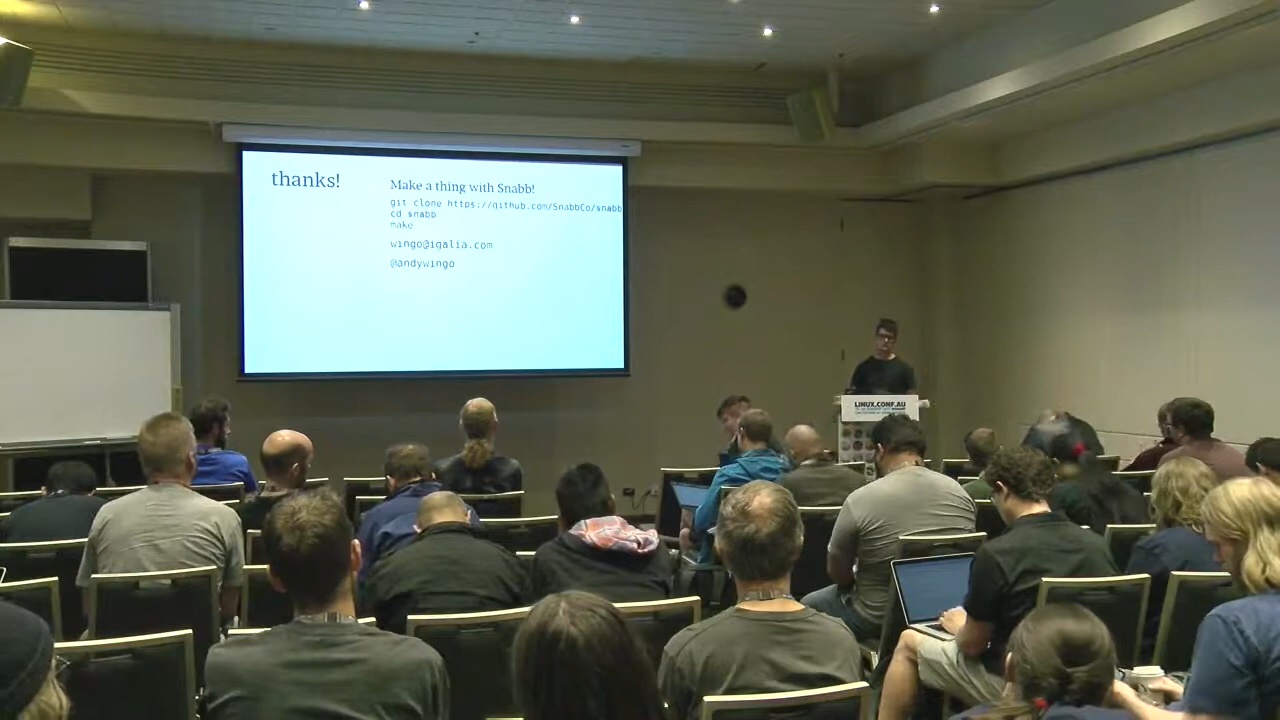 thanks!
Make a thing with Snabb!
git clone https://github.com/SnabbCo/snabb
cd snabb
make
wingo@igalia.com
@andywingo
LINUX.CONF.AU